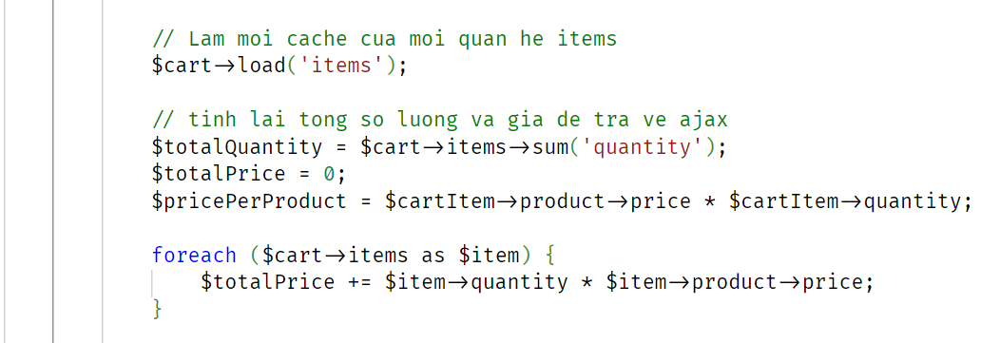 // Lam moi cache cua moi quan he items
$cart->load('items');
// tinh lai tong so luong va gia de tra ve ajax
$totalQuantity = $cart->items->sum('quantity');
$totalPrice = 0;
$pricePerProduct = $cartItem->product->price * $cartItem->quantity;
foreach ($cart->items as $item) {
$totalPrice += $item->quantity * $item->product->price;
}